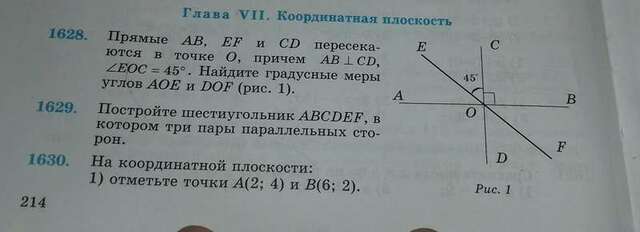 Глава VII. Координатная плоскость
1628. Прямые AB, EF и CD пересека-
ются в точке O, причем AB ⊥ CD,
∠EOC = 45°. Найдите градусные меры
углов AOE и DOF (рис. 1).
1629. Постройте шестиугольник ABCDEF, в
котором три пары параллельных сто-
рон.
1630. На координатной плоскости:
1) отметьте точки A(2; 4) и B(6; 2).
214
E
C
45°
A
B
O
D
F
Рис. 1